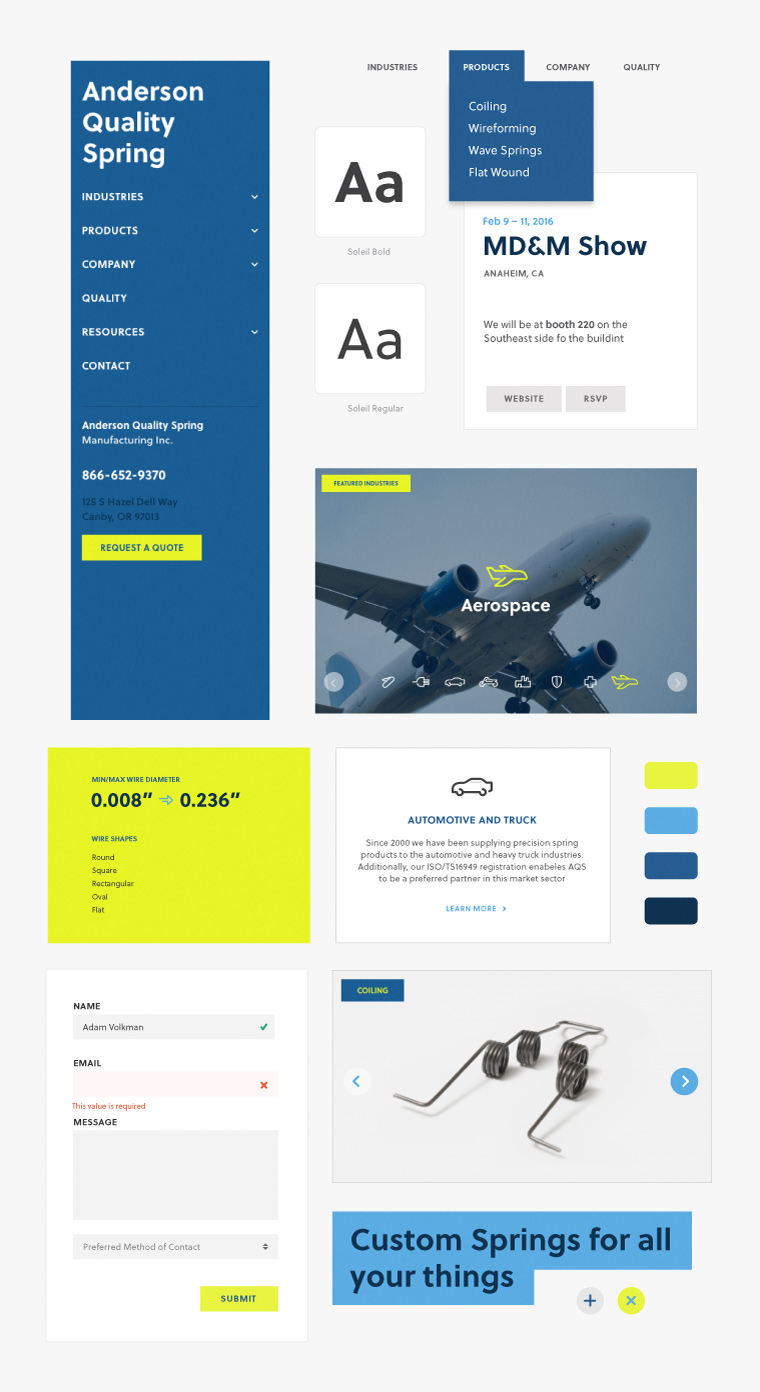 Anderson
Quality
Spring
INDUSTRIES
PRODUCTS
COMPANY
QUALITY
RESOURCES
CONTACT
Anderson Quality Spring
Manufacturing Inc.
866-652-9370
125 S Hazel Dell Way
Canby, OR 97013
REQUEST A QUOTE
INDUSTRIES PRODUCTS COMPANY QUALITY
Coiling
Wireforming
Wave Springs
Flat Wound
Aa
Soleil Bold
Aa
Soleil Regular
Feb 9 – 11, 2016
MD&M Show
ANAHEIM, CA
We will be at booth 220 on the
Southeast side fo the buildint
WEBSITE RSVP
FEATURED INDUSTRIES
Aerospace
MIN/MAX WIRE DIAMETER
0.008” 0.236”
WIRE SHAPES
Round
Square
Rectangular
Oval
Flat
AUTOMOTIVE AND TRUCK
Since 2000 we have been supplying precision spring
products to the automotive and heavy truck industries.
Additionally, our ISO/TS16949 registration enabeles AQS
to be a preferred partner in this market sector
LEARN MORE
NAME
Adam Volkman
EMAIL
This value is required
MESSAGE
Preferred Method of Contact
SUBMIT
COILING
Custom Springs for all
your things